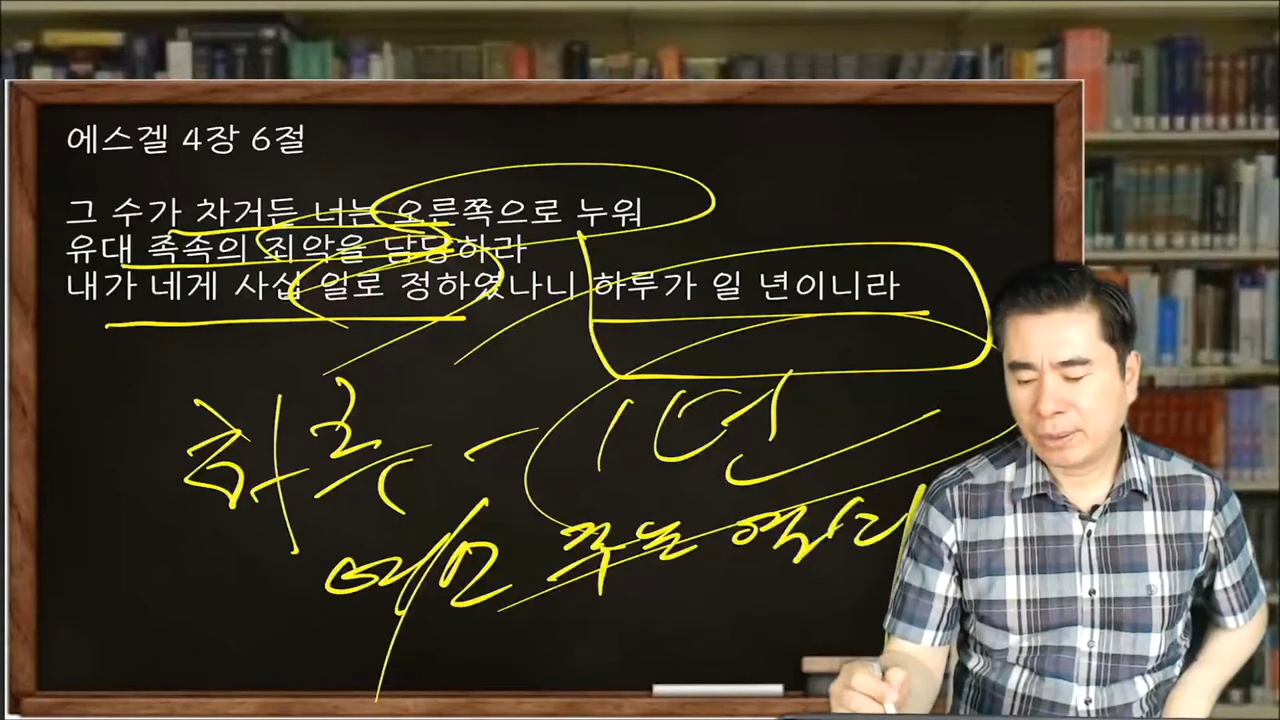 에스겔 4장 6절
그 수가 차거든 너는 오른쪽으로 누워
유대 족속의 죄악을 담당하라
내가 네게 사십 일로 정하였나니 하루가 일 년이니라
하루 - 1년